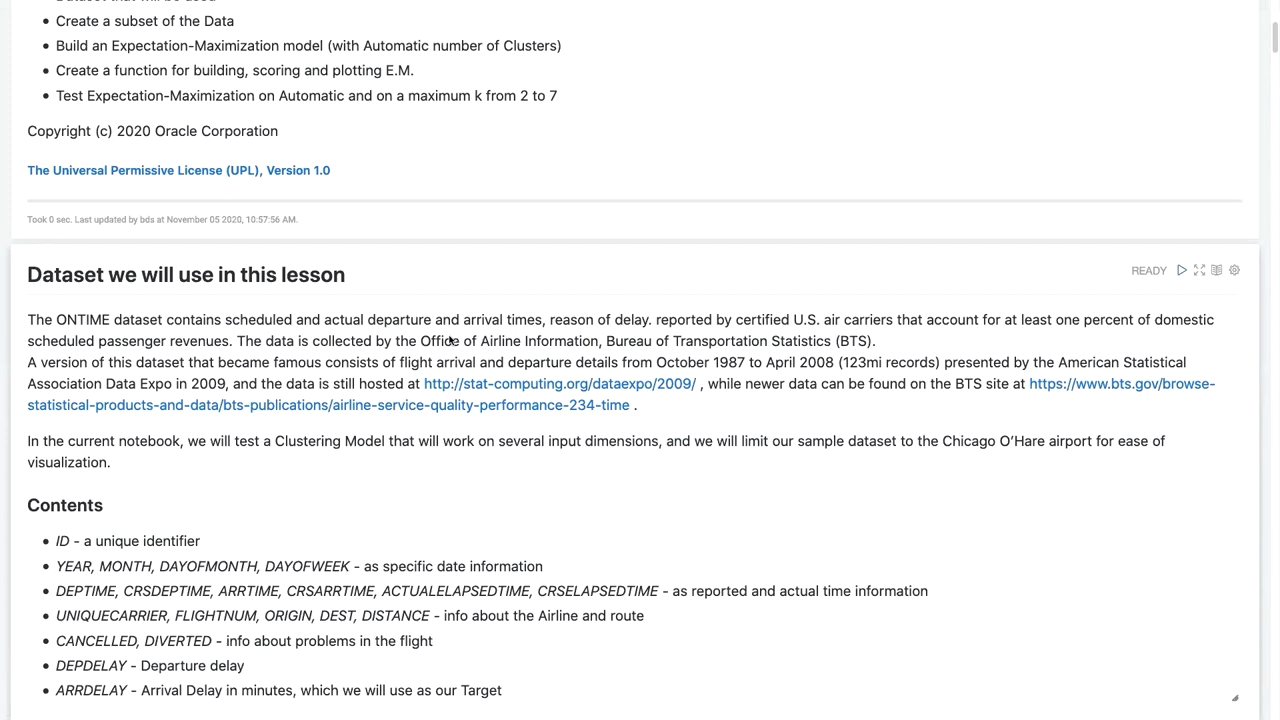 Dataset that will be used
• Create a subset of the Data
• Build an Expectation-Maximization model (with Automatic number of Clusters)
• Create a function for building, scoring and plotting E.M.
• Test Expectation-Maximization on Automatic and on a maximum k from 2 to 7
Copyright (c) 2020 Oracle Corporation
The Universal Permissive License (UPL), Version 1.0
Took 0 sec. Last updated by bds at November 05 2020, 10:57:56 AM.
Dataset we will use in this lesson
READY
The ONTIME dataset contains scheduled and actual departure and arrival times, reason of delay. reported by certified U.S. air carriers that account for at least one percent of domestic
scheduled passenger revenues. The data is collected by the Office of Airline Information, Bureau of Transportation Statistics (BTS).
A version of this dataset that became famous consists of flight arrival and departure details from October 1987 to April 2008 (123mi records) presented by the American Statistical
Association Data Expo in 2009, and the data is still hosted at http://stat-computing.org/dataexpo/2009/ , while newer data can be found on the BTS site at https://www.bts.gov/browse-
statistical-products-and-data/bts-publications/airline-service-quality-performance-234-time .
In the current notebook, we will test a Clustering Model that will work on several input dimensions, and we will limit our sample dataset to the Chicago O’Hare airport for ease of
visualization.
Contents
• ID - a unique identifier
• YEAR, MONTH, DAYOFMONTH, DAYOFWEEK - as specific date information
• DEPTIME, CRSDEPTIME, ARRTIME, CRSARRTIME, ACTUALELAPSEDTIME, CRSELAPSEDTIME - as reported and actual time information
• UNIQUECARRIER, FLIGHTNUM, ORIGIN, DEST, DISTANCE - info about the Airline and route
• CANCELLED, DIVERTED - info about problems in the flight
• DEPDELAY - Departure delay
• ARRDELAY - Arrival Delay in minutes, which we will use as our Target